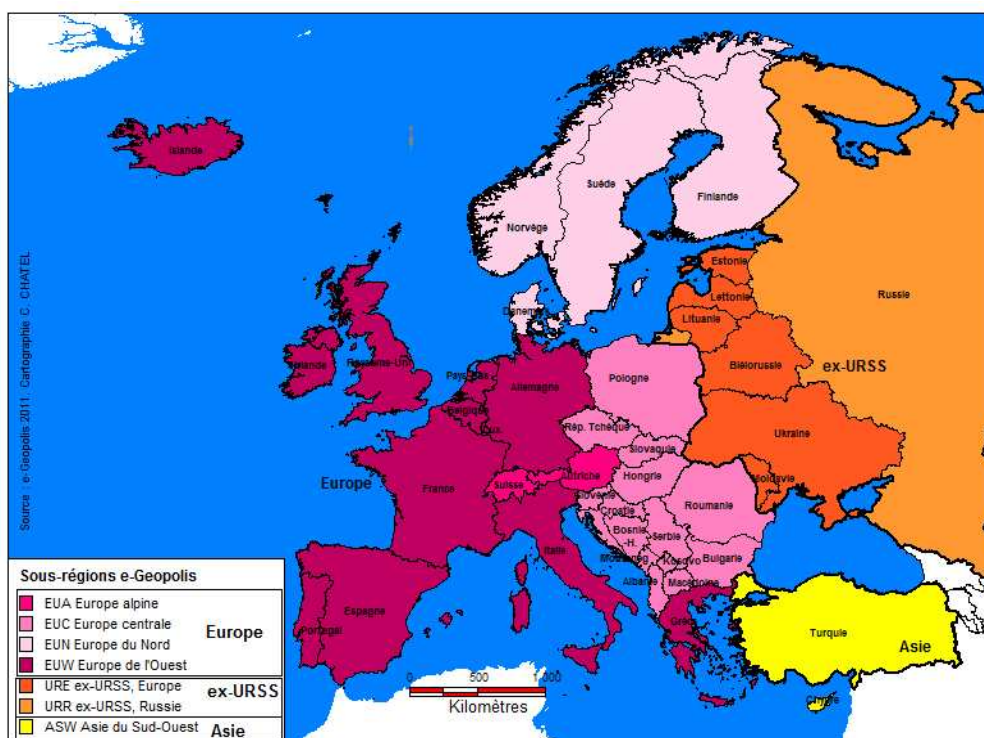 Islande
Norvège
Suède
Finlande
Estonie
Lettonie
Lituanie
Russie
Danem
Irlande
Royaume-Uni
Pays-Bas
Allemagne
Pologne
Biélorussie
ex-URSS
Belgique
Lux.
Rép. Tchèque
Slovaquie
Ukraine
Europe
France
Suisse
Autriche
Hongrie
Moldavie
Slovénie
Croatie
Roumanie
Bosnie
-H.
Serbie
Italie
Monténég
Kosovo
Bulgarie
Albanie
Macédoine
Portugal
Espagne
Grèce
Turquie
Asie
Chypre
0 500 1 000
Kilomètres
Source : e-Geopolis 2011. Cartographie C. CHATEL
Sous-régions e-Geopolis
EUA Europe alpine
EUC Europe centrale
EUN Europe du Nord
EUW Europe de l'Ouest
Europe
URE ex-URSS, Europe
URR ex-URSS, Russie
ex-URSS
ASW Asie du Sud-Ouest
Asie